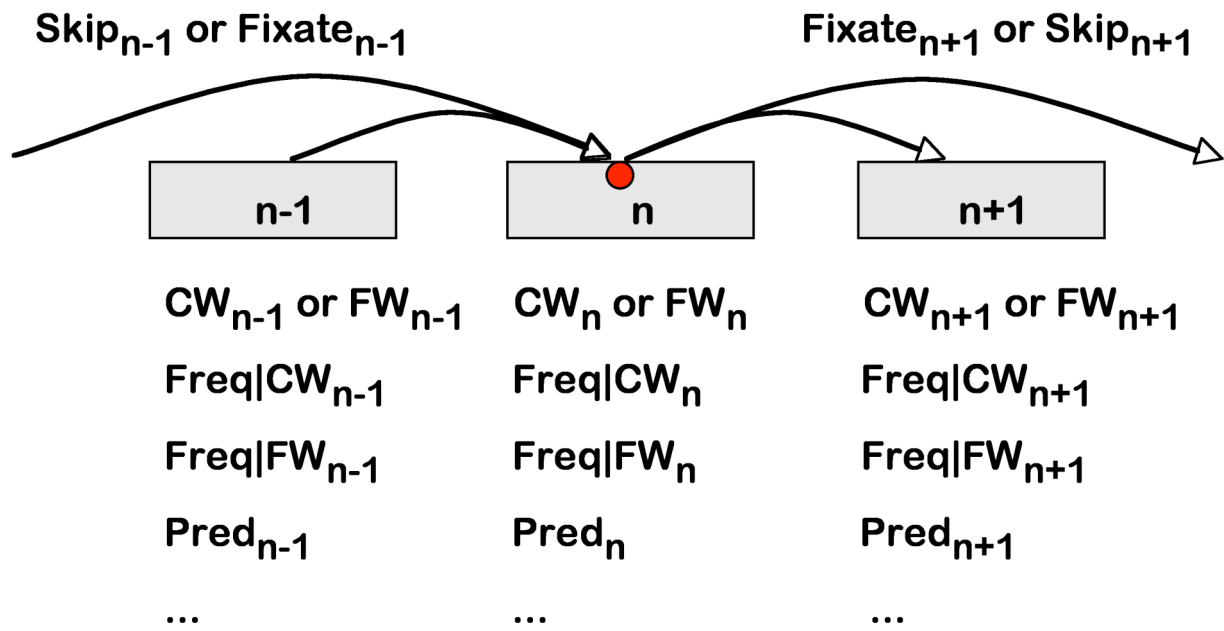 Skipn-1 or Fixaten-1 Fixaten+1 or Skipn+1
n-1 n n+1
CWn-1 or FWn-1 CWn or FWn CWn+1 or FWn+1
Freq|CWn-1 Freq|CWn Freq|CWn+1
Freq|FWn-1 Freq|FWn Freq|FWn+1
Predn-1 Predn Predn+1
... ... ...